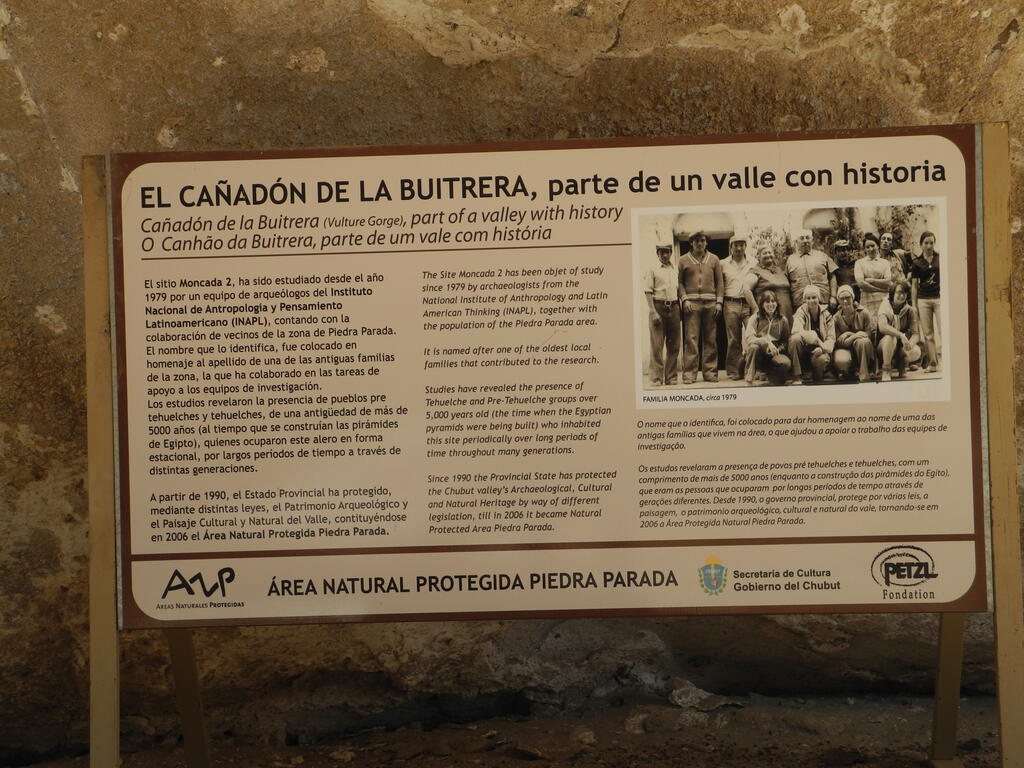 EL CAÑADÓN DE LA BUITRERA, parte de un valle con historia
Cañadón de la Buitrera (Vulture Gorge), part of a valley with history
O Canhão da Buitrera, parte de um vale com história
El sitio Moncada 2, ha sido estudiado desde el año
1979 por un equipo de arqueólogos del Instituto
Nacional de Antropología y Pensamiento
Latinoamericano (INAPL), contando con la
colaboración de vecinos de la zona de Piedra Parada.
El nombre que lo identifica, fue colocado en
homenaje al apellido de una de las antiguas familias
de la zona, la que ha colaborado en las tareas de
apoyo a los equipos de investigación.
Los estudios revelaron la presencia de pueblos pre
tehuelches y tehuelches, de una antigüedad de más de
5000 años (al tiempo que se construían las pirámides
de Egipto), quienes ocuparon este alero en forma
estacional, por largos períodos de tiempo a través de
distintas generaciones.
A partir de 1990, el Estado Provincial ha protegido,
mediante distintas leyes, el Patrimonio Arqueológico y
el Paisaje Cultural y Natural del Valle, contituyéndose
en 2006 el Área Natural Protegida Piedra Parada.
The Site Moncada 2 has been objet of study
since 1979 by archaeologists from the
National Institute of Anthropology and Latin
American Thinking (INAPL), together with
the population of the Piedra Parada area.
It is named after one of the oldest local
families that contributed to the research.
Studies have revealed the presence of
Tehuelche and Pre-Tehuelche groups over
5,000 years old (the time when the Egyptian
pyramids were being built) who inhabited
this site periodically over long periods of
time throughout many generations.
Since 1990 the Provincial State has protected
the Chubut valley's Archaeological, Cultural
and Natural Heritage by way of different
legislation, till in 2006 it became Natural
Protected Area Piedra Parada.
FAMILIA MONCADA, circa 1979
O nome que o identifica, foi colocado para dar homenagem ao nome de uma das
antigas famílias que vivem na área, o que ajudou a apoiar o trabalho das equipes de
investigação.
Os estudos revelaram a presença de povos pré tehuelches e tehuelches, com um
comprimento de mais de 5000 anos (enquanto a construção das pirâmides do Egito),
que eram as pessoas que ocuparam por longos períodos de tempo através de
gerações diferentes. Desde 1990, o governo provincial, protege por várias leis, a
paisagem, o patrimonio arqueológico, cultural e natural do vale, tornando-se em
2006 a Área Protegida Natural Piedra Parada.
ANP
ÁREAS NATURALES PROTEGIDAS
ÁREA NATURAL PROTEGIDA PIEDRA PARADA
Secretaría de Cultura
Gobierno del Chubut
PETZL
Fondation